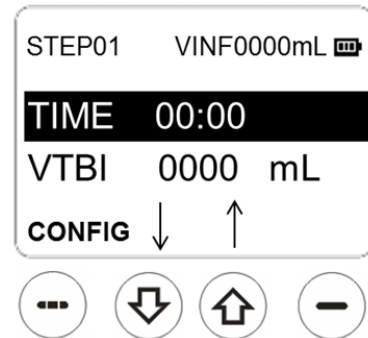 STEP01 VINF0000mL
TIME 00:00
VTBI 0000 mL
CONFIG